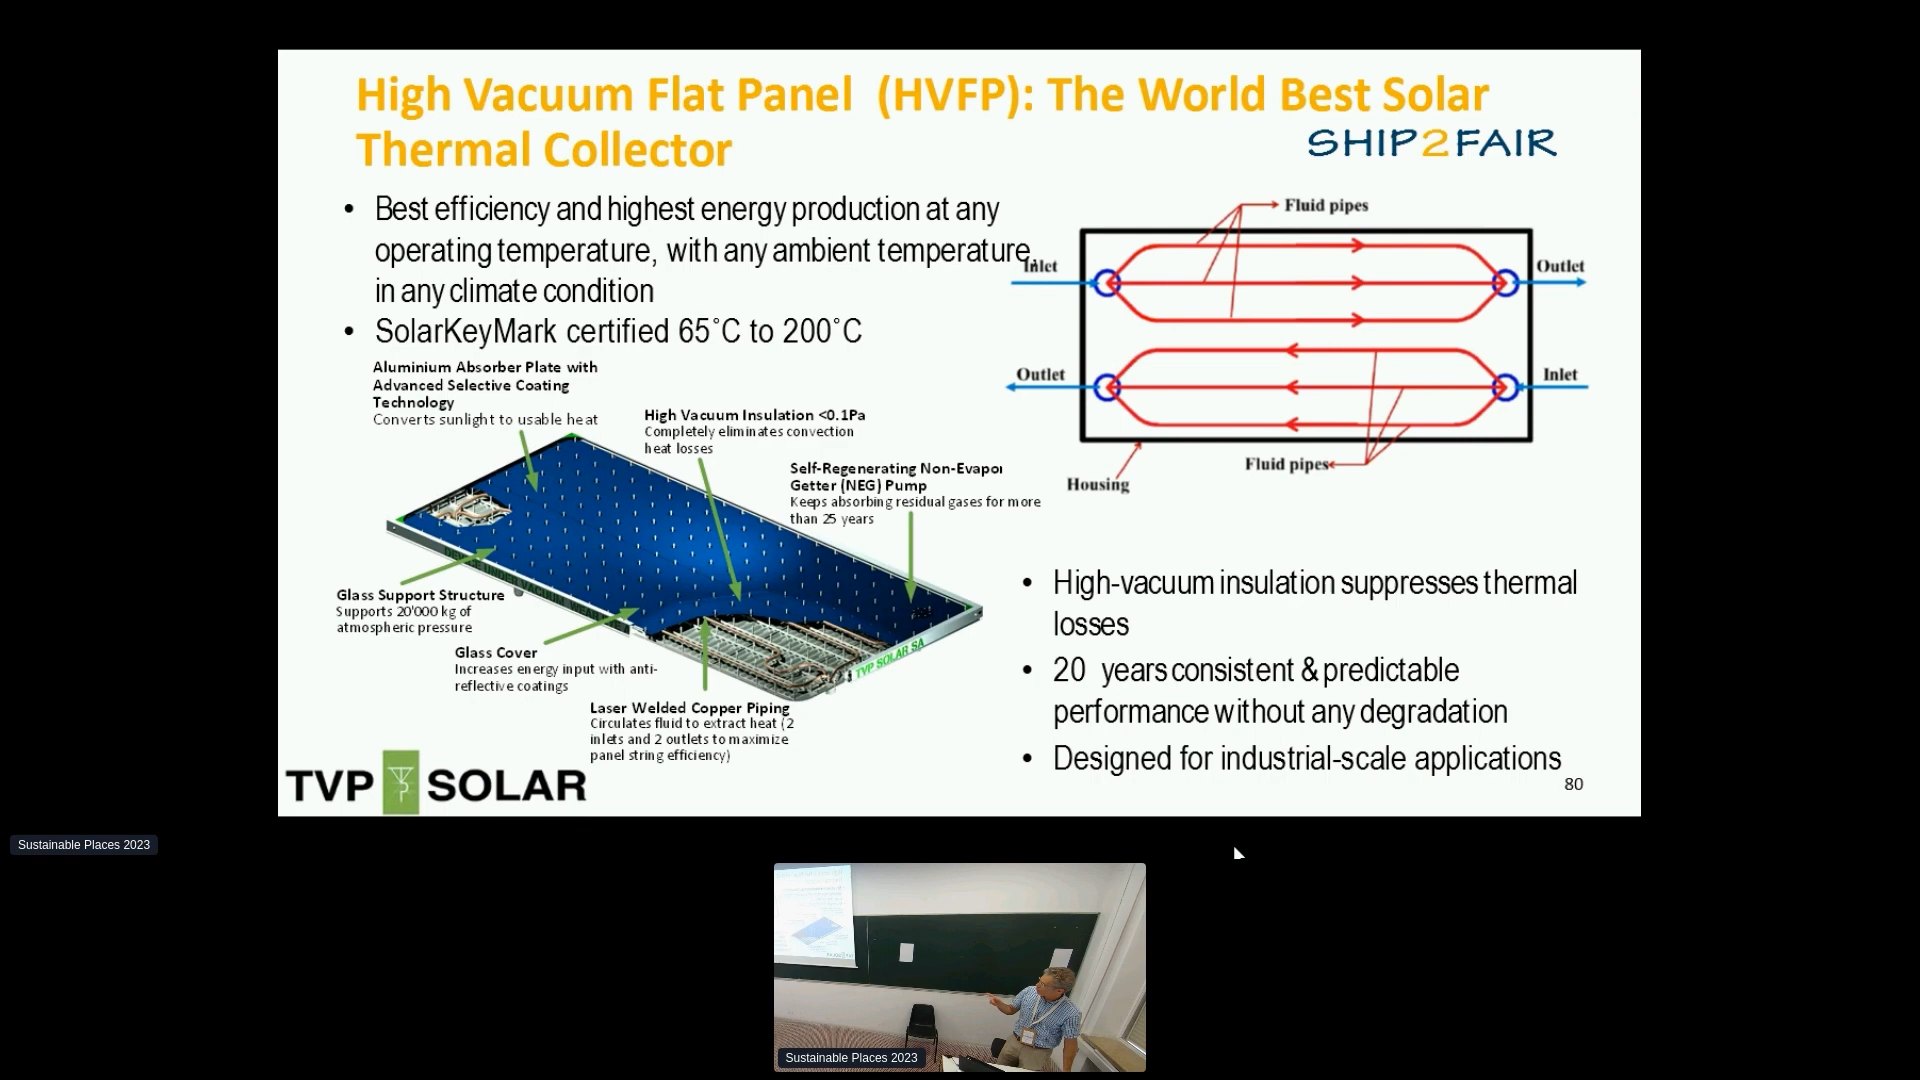 High Vacuum Flat Panel (HVFP): The World Best Solar
Thermal Collector
SHIP2FAIR
• Best efficiency and highest energy production at any
operating temperature, with any ambient temperature,
in any climate condition
• SolarKeyMark certified 65°C to 200°C
Aluminium Absorber Plate with
Advanced Selective Coating
Technology
Converts sunlight to usable heat
High Vacuum Insulation <0.1Pa
Completely eliminates convection
heat losses
Self-Regenerating Non-Evapor
Getter (NEG) Pump
Keeps absorbing residual gases for more
than 25 years
Glass Support Structure
Supports 20'000 kg of
atmospheric pressure
Glass Cover
Increases energy input with anti-
reflective coatings
Laser Welded Copper Piping
Circulates fluid to extract heat (2
inlets and 2 outlets to maximize
panel string efficiency)
TVP SOLAR SA
Fluid pipes
Inlet
Outlet
Outlet
Inlet
Fluid pipes
Housing
• High-vacuum insulation suppresses thermal
losses
• 20 years consistent & predictable
performance without any degradation
• Designed for industrial-scale applications
80
TVP SOLAR
Sustainable Places 2023
Sustainable Places 2023